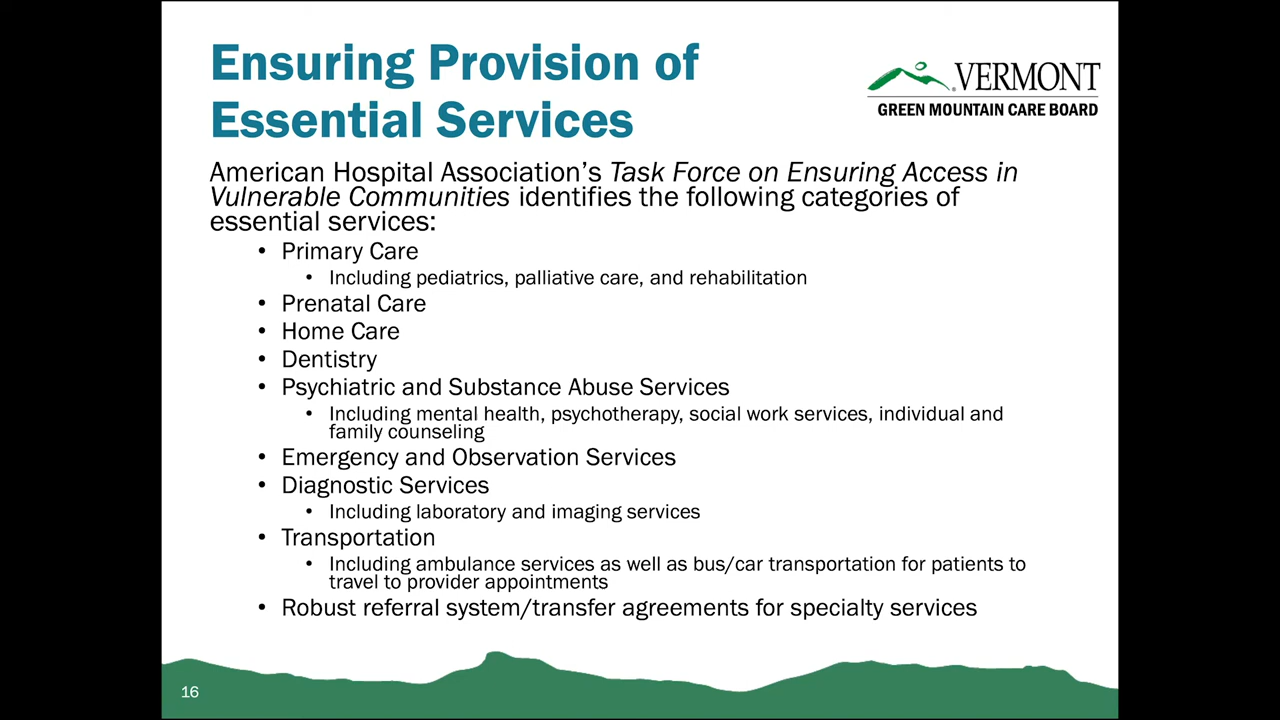 Ensuring Provision of
Essential Services
VERMONT
GREEN MOUNTAIN CARE BOARD
American Hospital Association's Task Force on Ensuring Access in
Vulnerable Communities identifies the following categories of
essential services:
• Primary Care
• Including pediatrics, palliative care, and rehabilitation
• Prenatal Care
• Home Care
• Dentistry
• Psychiatric and Substance Abuse Services
• Including mental health, psychotherapy, social work services, individual and
family counseling
• Emergency and Observation Services
• Diagnostic Services
• Including laboratory and imaging services
• Transportation
• Including ambulance services as well as bus/car transportation for patients to
travel to provider appointments
• Robust referral system/transfer agreements for specialty services
16